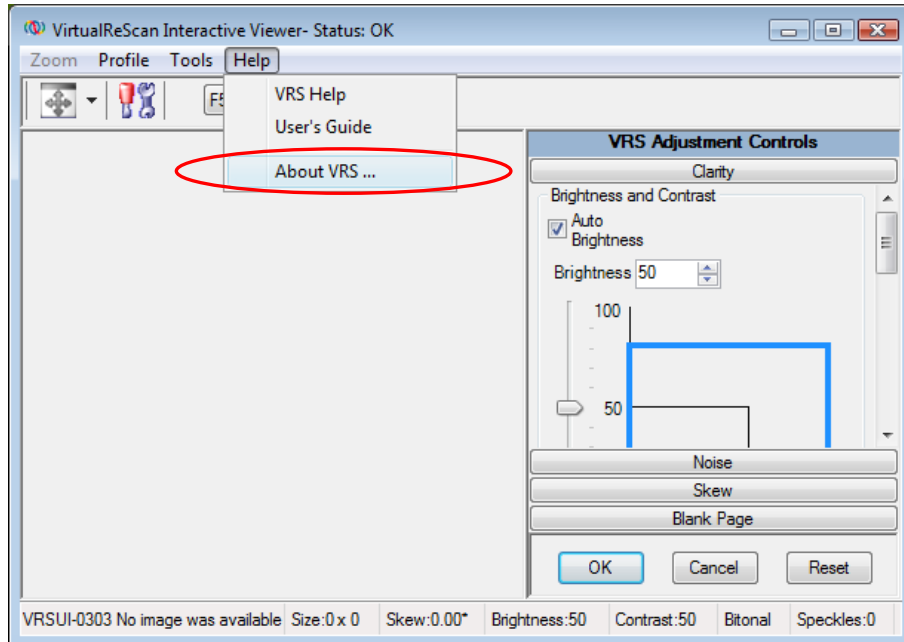 VirtualReScan Interactive Viewer- Status: OK
Zoom Profile Tools Help
VRS Help
User's Guide
About VRS ...
VRS Adjustment Controls
Clarity
Brightness and Contrast
Auto
Brightness
Brightness 50
100
50
Noise
Skew
Blank Page
OK Cancel Reset
VRSUI-0303 No image was available Size:0 x 0 Skew:0.00* Brightness:50 Contrast:50 Bitonal Speckles:0